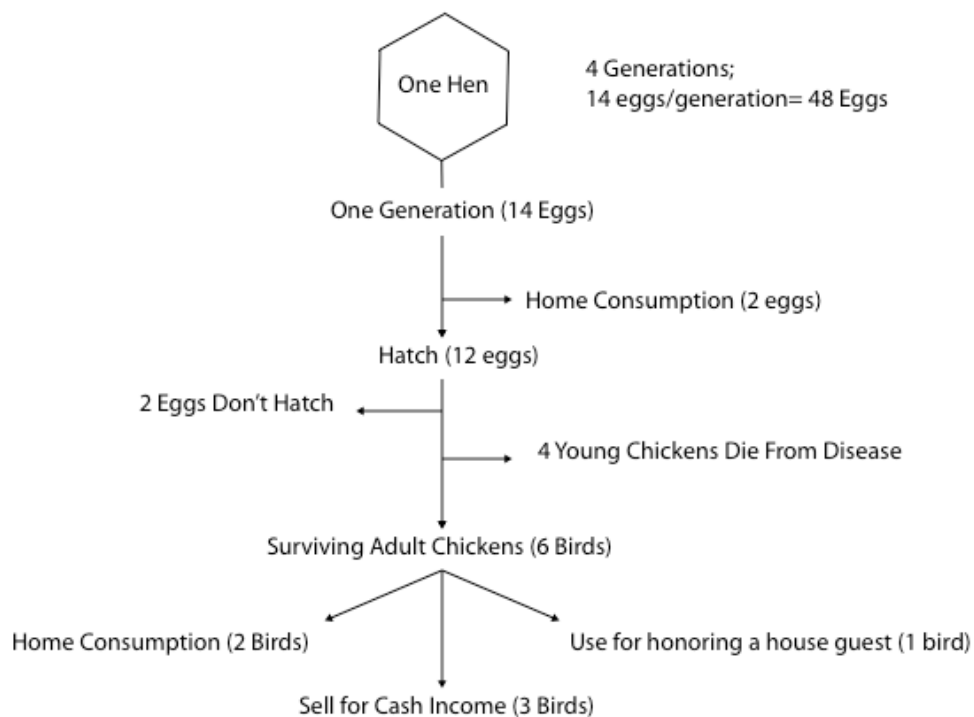 One Hen
4 Generations;
14 eggs/generation= 48 Eggs
One Generation (14 Eggs)
Home Consumption (2 eggs)
Hatch (12 eggs)
2 Eggs Don’t Hatch
4 Young Chickens Die From Disease
Surviving Adult Chickens (6 Birds)
Home Consumption (2 Birds)
Use for honoring a house guest (1 bird)
Sell for Cash Income (3 Birds)